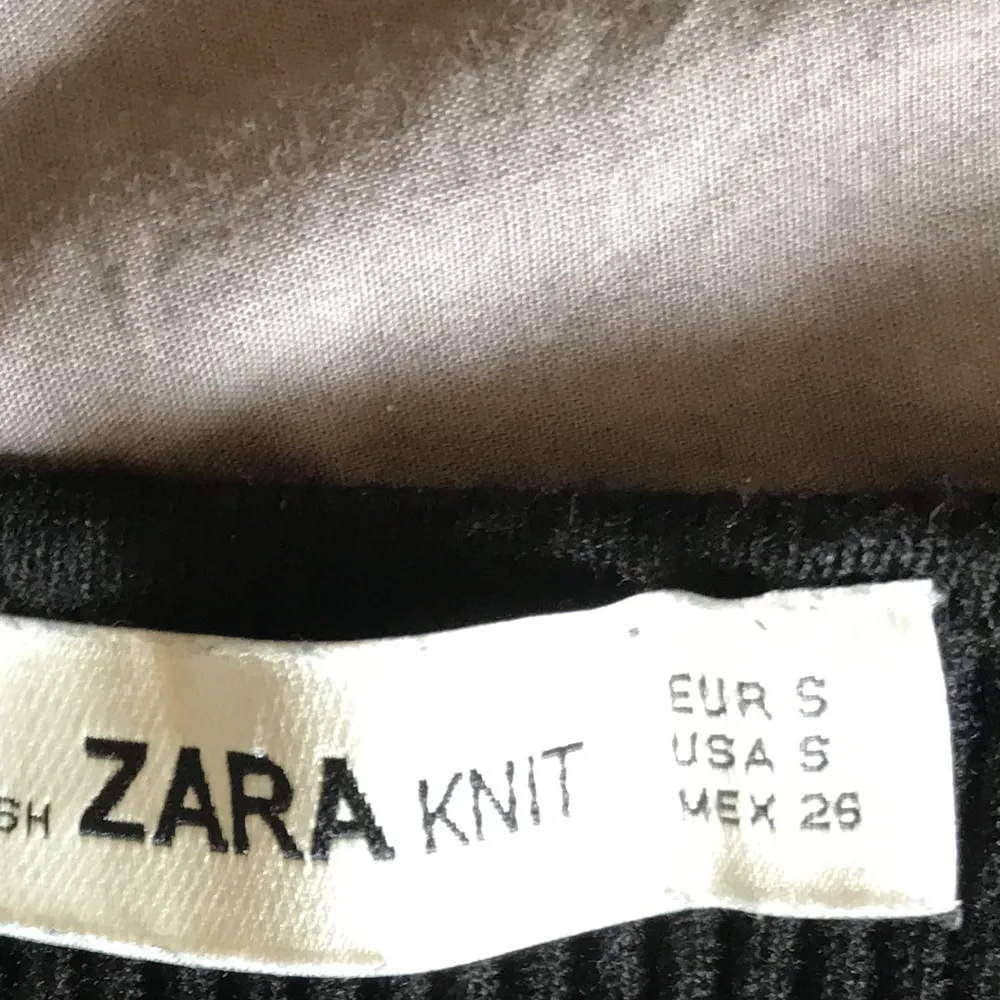 ZARA KNIT
EUR S
USA S
MEX 26